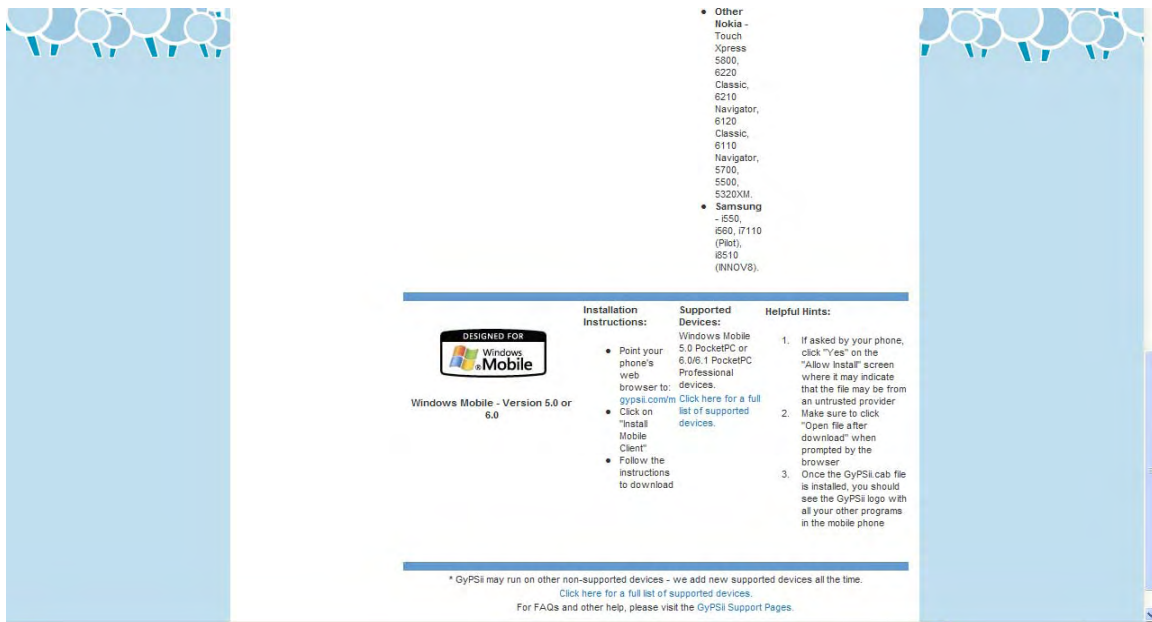 • Other
Nokia -
Touch
Xpress
5800,
6220
Classic,
6210
Navigator,
6120
Classic,
6110
Navigator,
5700,
5500,
5320XM.
• Samsung
- i550,
i560, i7110
(Pilot),
i8510
(INNOV8).
DESIGNED FOR
Windows
Mobile
Windows Mobile - Version 5.0 or
6.0
Installation
Instructions:
• Point your
phone's
web
browser to:
gypsii.com/m
• Click on
"Install
Mobile
Client"
• Follow the
instructions
to download
Supported
Devices:
Windows Mobile
5.0 PocketPC or
6.0/6.1 PocketPC
Professional
devices.
Click here for a full
list of supported
devices.
Helpful Hints:
1. If asked by your phone,
click "Yes" on the
"Allow Install" screen
where it may indicate
that the file may be from
an untrusted provider
2. Make sure to click
"Open file after
download" when
prompted by the
browser
3. Once the GyPSii.cab file
is installed, you should
see the GyPSii logo with
all your other programs
in the mobile phone
* GyPSii may run on other non-supported devices - we add new supported devices all the time.
Click here for a full list of supported devices.
For FAQs and other help, please visit the GyPSii Support Pages.